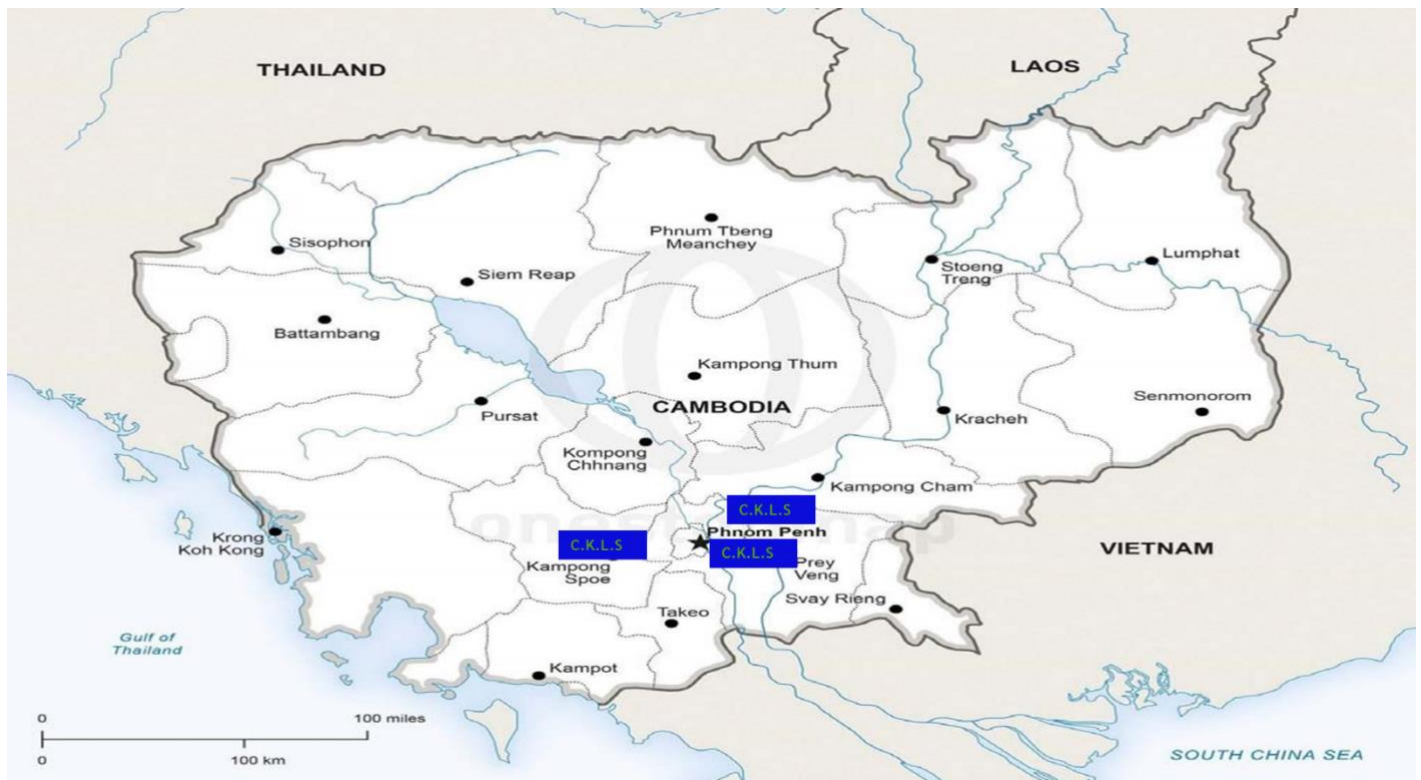 THAILAND
LAOS
Phnum Tbeng
Meanchey
Sisophon
Siem Reap
Stoeng
Treng
Lumphat
Battambang
Kampong Thum
CAMBODIA
Pursat
Kracheh
Senmonorom
Kompong
Chhnang
Kampong Cham
C.K.L.S
Phnom Penh
Krong
Koh Kong
C.K.L.S
C.K.L.S
VIETNAM
Kampong
Spoe
Prey
Veng
Svay Rieng
Takeo
Gulf of
Thailand
Kampot
0
100 miles
0
100 km
SOUTH CHINA SEA